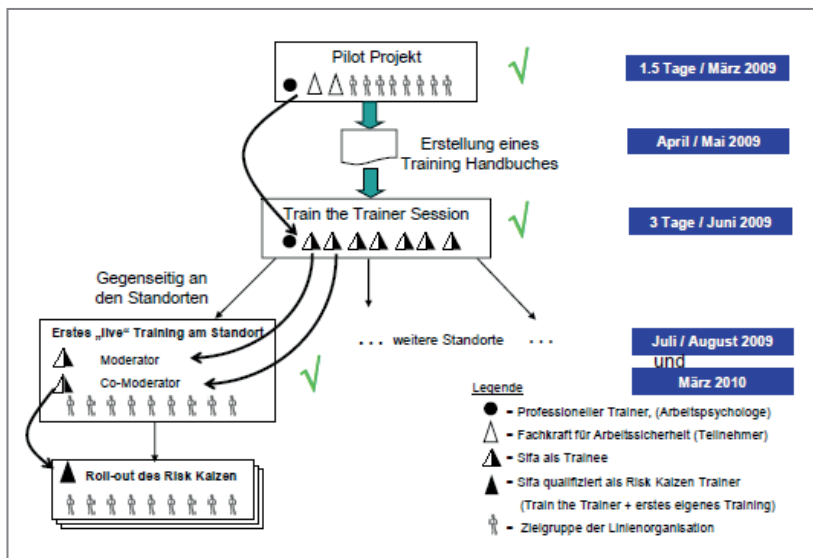 Pilot Projekt
1.5 Tage / März 2009
Erstellung eines
Training Handbuches
April / Mai 2009
Train the Trainer Session
3 Tage / Juni 2009
Gegenseitig an
den Standorten
Erstes „live“ Training am Standort
Moderator
Co-Moderator
. . . weitere Standorte . . .
Juli / August 2009
und
März 2010
Legende
= Professioneller Trainer, (Arbeitspsychologe)
= Fachkraft für Arbeitssicherheit (Teilnehmer)
= Sifa als Trainee
= Sifa qualifiziert als Risk Kaizen Trainer
(Train the Trainer + erstes eigenes Training)
= Zielgruppe der Linienorganisation
Roll-out des Risk Kaizen